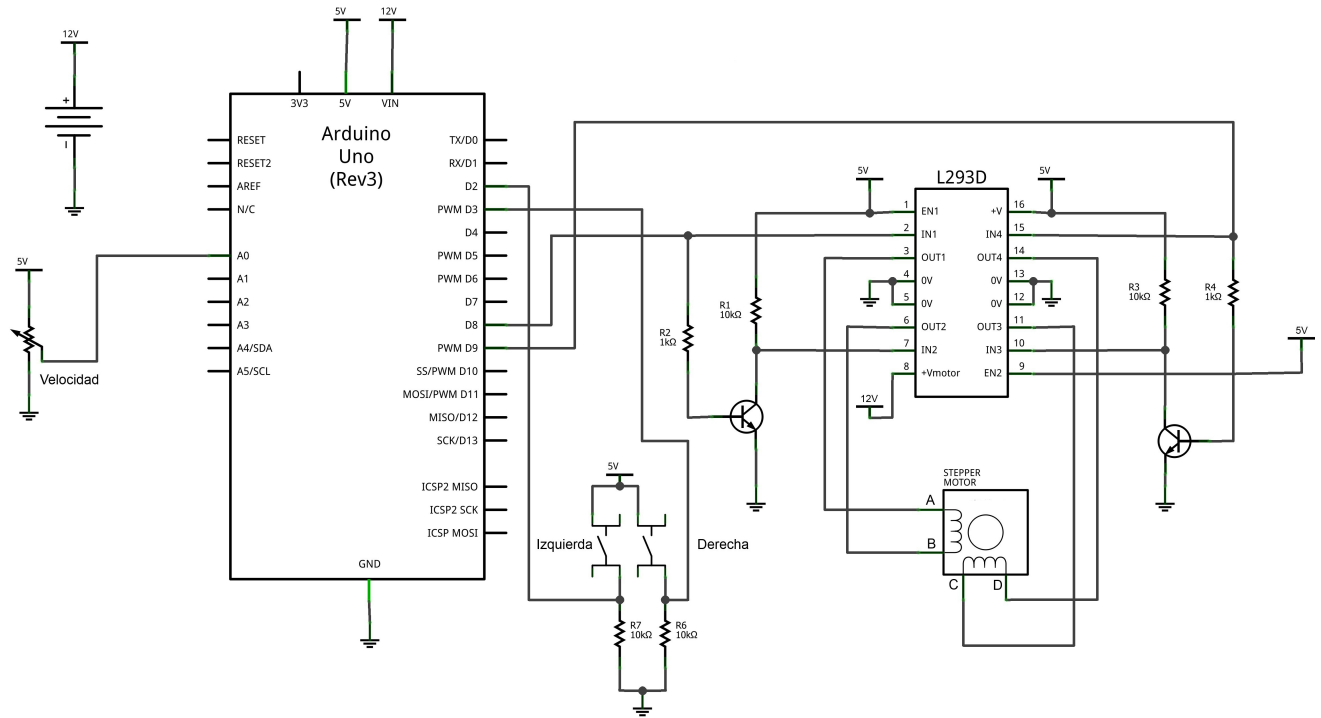 5V
12V
12V
+
3V3
5V
VIN
Arduino
Uno
(Rev3)
RESET
RESET2
AREF
N/C
A0
A1
A2
A3
A4/SDA
A5/SCL
TX/D0
RX/D1
D2
PWM D3
D4
PWM D5
PWM D6
D7
D8
PWM D9
SS/PWM D10
MOSI/PWM D11
MISO/D12
SCK/D13
ICSP2 MISO
ICSP2 SCK
ICSP MOSI
GND
5V
Velocidad
5V
Izquierda
Derecha
R7
10kΩ
R6
10kΩ
R2
1kΩ
R1
10kΩ
5V
L293D
5V
1
EN1
2
IN1
3
OUT1
4
0V
5
0V
6
OUT2
7
IN2
8
+Vmotor
16
+V
15
IN4
14
OUT4
13
0V
12
0V
11
OUT3
10
IN3
9
EN2
12V
R3
10kΩ
R4
1kΩ
5V
STEPPER
MOTOR
A
B
C
D